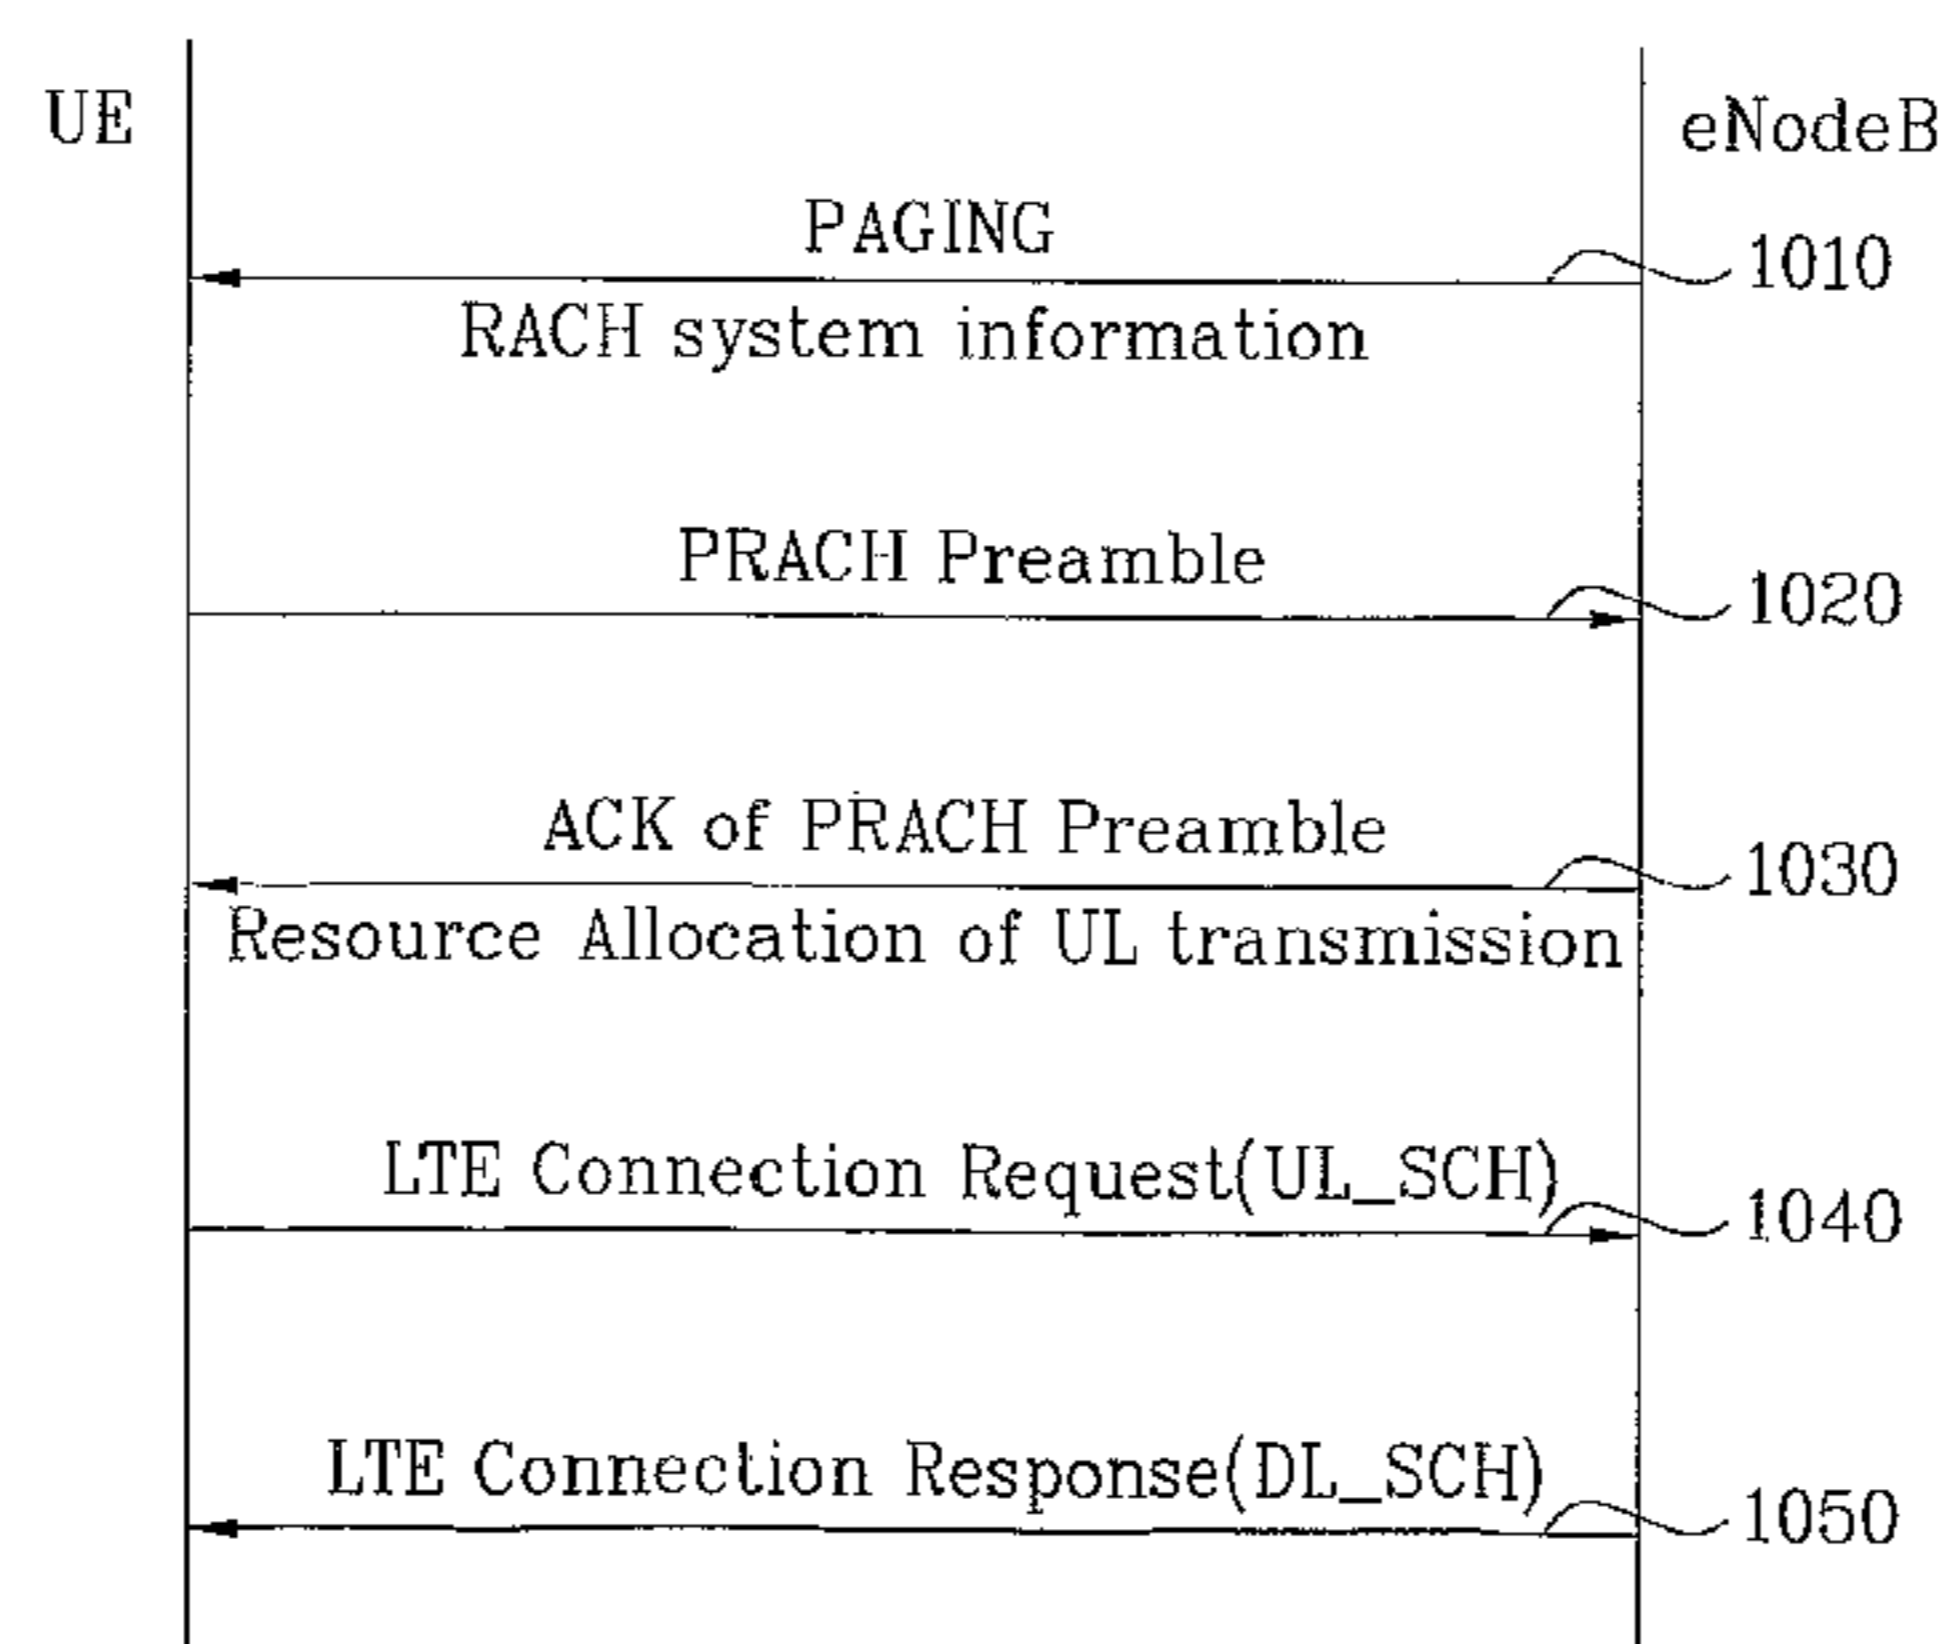 UE
eNodeB
PAGING
1010
RACH system information
PRACH Preamble
1020
ACK of PRACH Preamble
1030
Resource Allocation of UL transmission
LTE Connection Request(UL_SCH)
1040
LTE Connection Response(DL_SCH)
1050